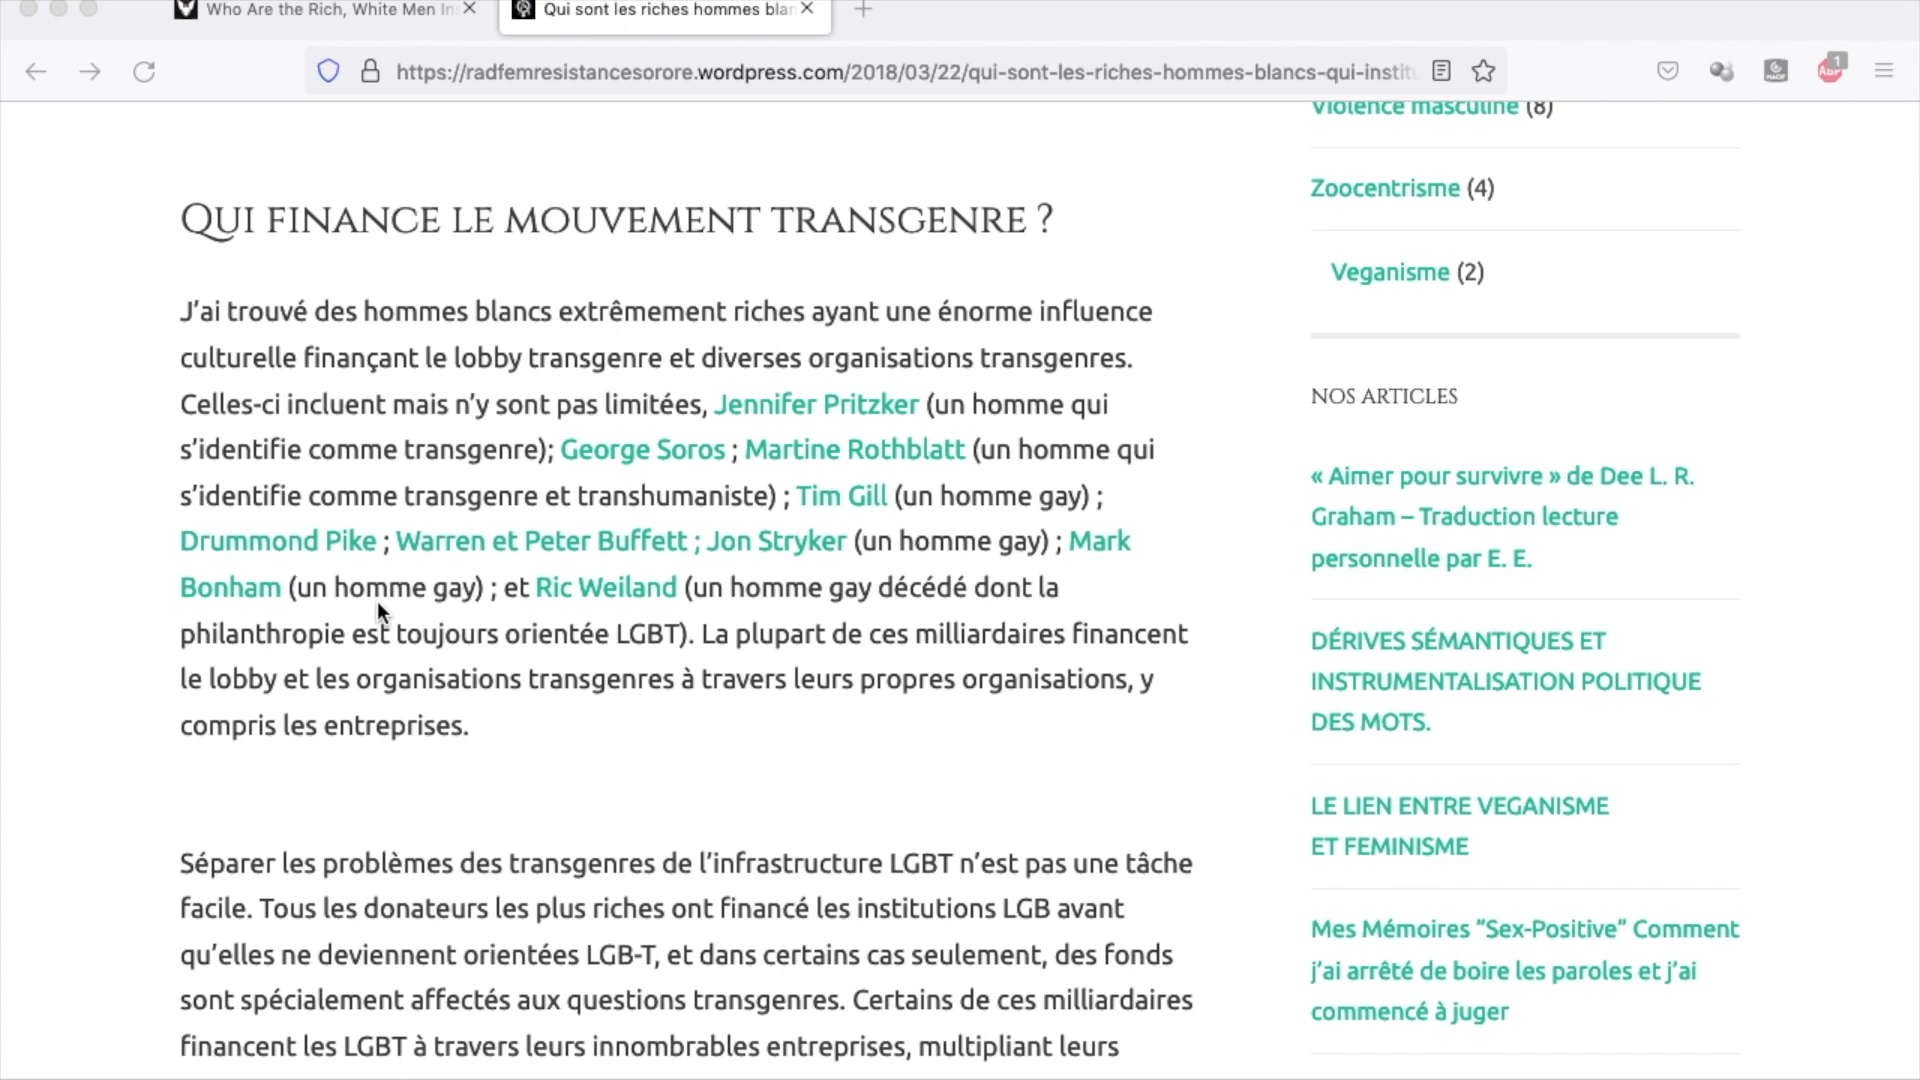 Who Are the Rich, White Men In
Qui sont les riches hommes blan
https://radfemresistancesorore.wordpress.com/2018/03/22/qui-sont-les-riches-hommes-blancs-qui-institu
1
Violence masculine (8)
Zoocentrisme (4)
Veganisme (2)
QUI FINANCE LE MOUVEMENT TRANSGENRE ?
J’ai trouvé des hommes blancs extrêmement riches ayant une énorme influence
culturelle finançant le lobby transgenre et diverses organisations transgenres.
Celles-ci incluent mais n’y sont pas limitées, Jennifer Pritzker (un homme qui
s’identifie comme transgenre); George Soros ; Martine Rothblatt (un homme qui
s’identifie comme transgenre et transhumaniste) ; Tim Gill (un homme gay) ;
Drummond Pike ; Warren et Peter Buffett ; Jon Stryker (un homme gay) ; Mark
Bonham (un homme gay) ; et Ric Weiland (un homme gay décédé dont la
philanthropie est toujours orientée LGBT). La plupart de ces milliardaires financent
le lobby et les organisations transgenres à travers leurs propres organisations, y
compris les entreprises.
Séparer les problèmes des transgenres de l’infrastructure LGBT n’est pas une tâche
facile. Tous les donateurs les plus riches ont financé les institutions LGB avant
qu’elles ne deviennent orientées LGB-T, et dans certains cas seulement, des fonds
sont spécialement affectés aux questions transgenres. Certains de ces milliardaires
financent les LGBT à travers leurs innombrables entreprises, multipliant leurs
NOS ARTICLES
« Aimer pour survivre » de Dee L. R.
Graham – Traduction lecture
personnelle par E. E.
DÉRIVES SÉMANTIQUES ET
INSTRUMENTALISATION POLITIQUE
DES MOTS.
LE LIEN ENTRE VEGANISME
ET FEMINISME
Mes Mémoires “Sex-Positive” Comment
j’ai arrêté de boire les paroles et j’ai
commencé à juger